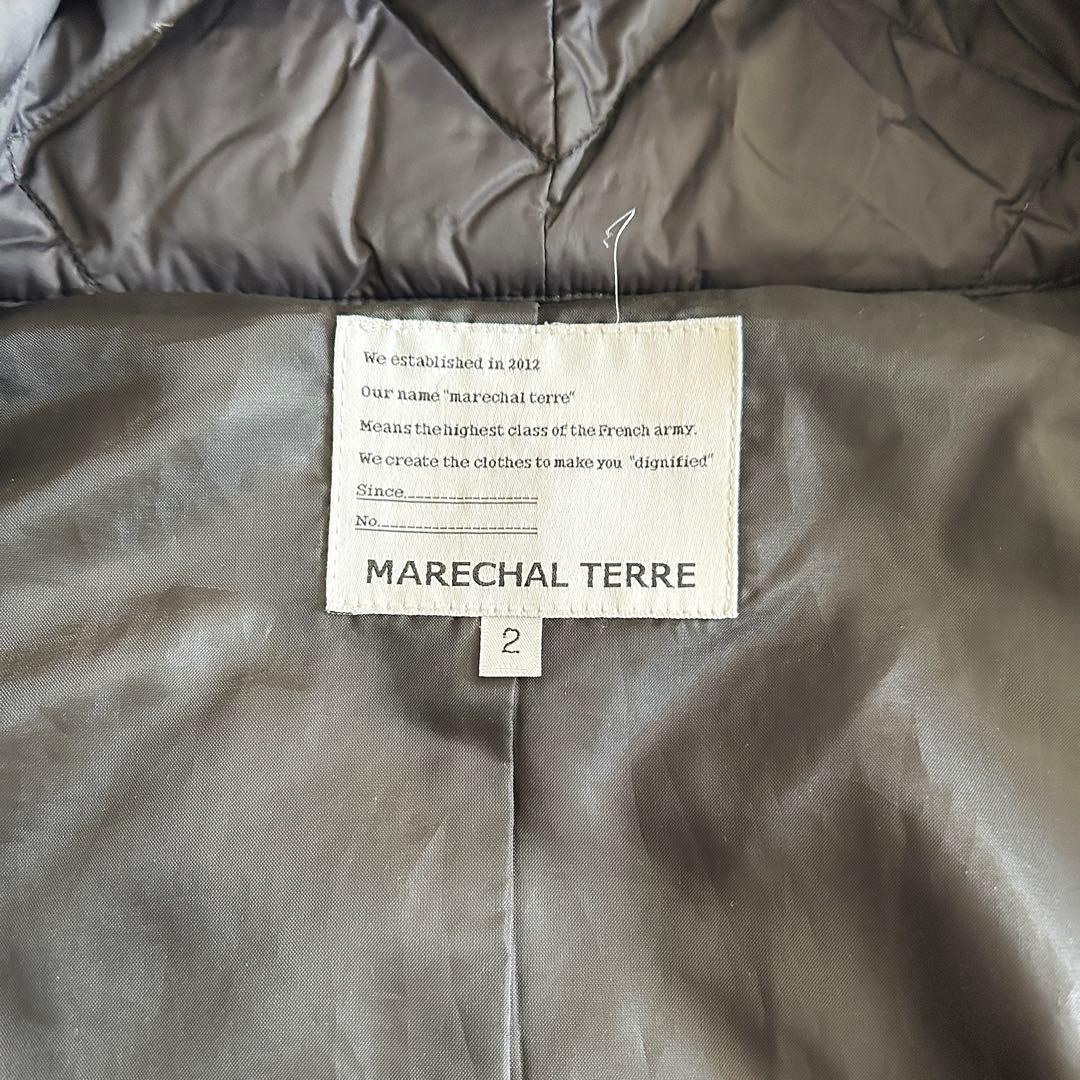 We established in 2012
Our name "marechal terre"
Means the highest class of the French army.
We create the clothes to make you "dignified"
Since
No.
MARECHAL TERRE
2